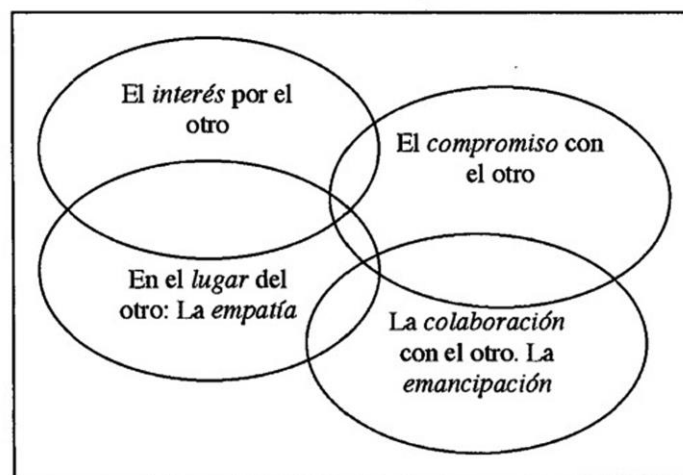 El interés por el
otro
El compromiso con
el otro
En el lugar del
otro: La empatía
La colaboración
con el otro. La
emancipación